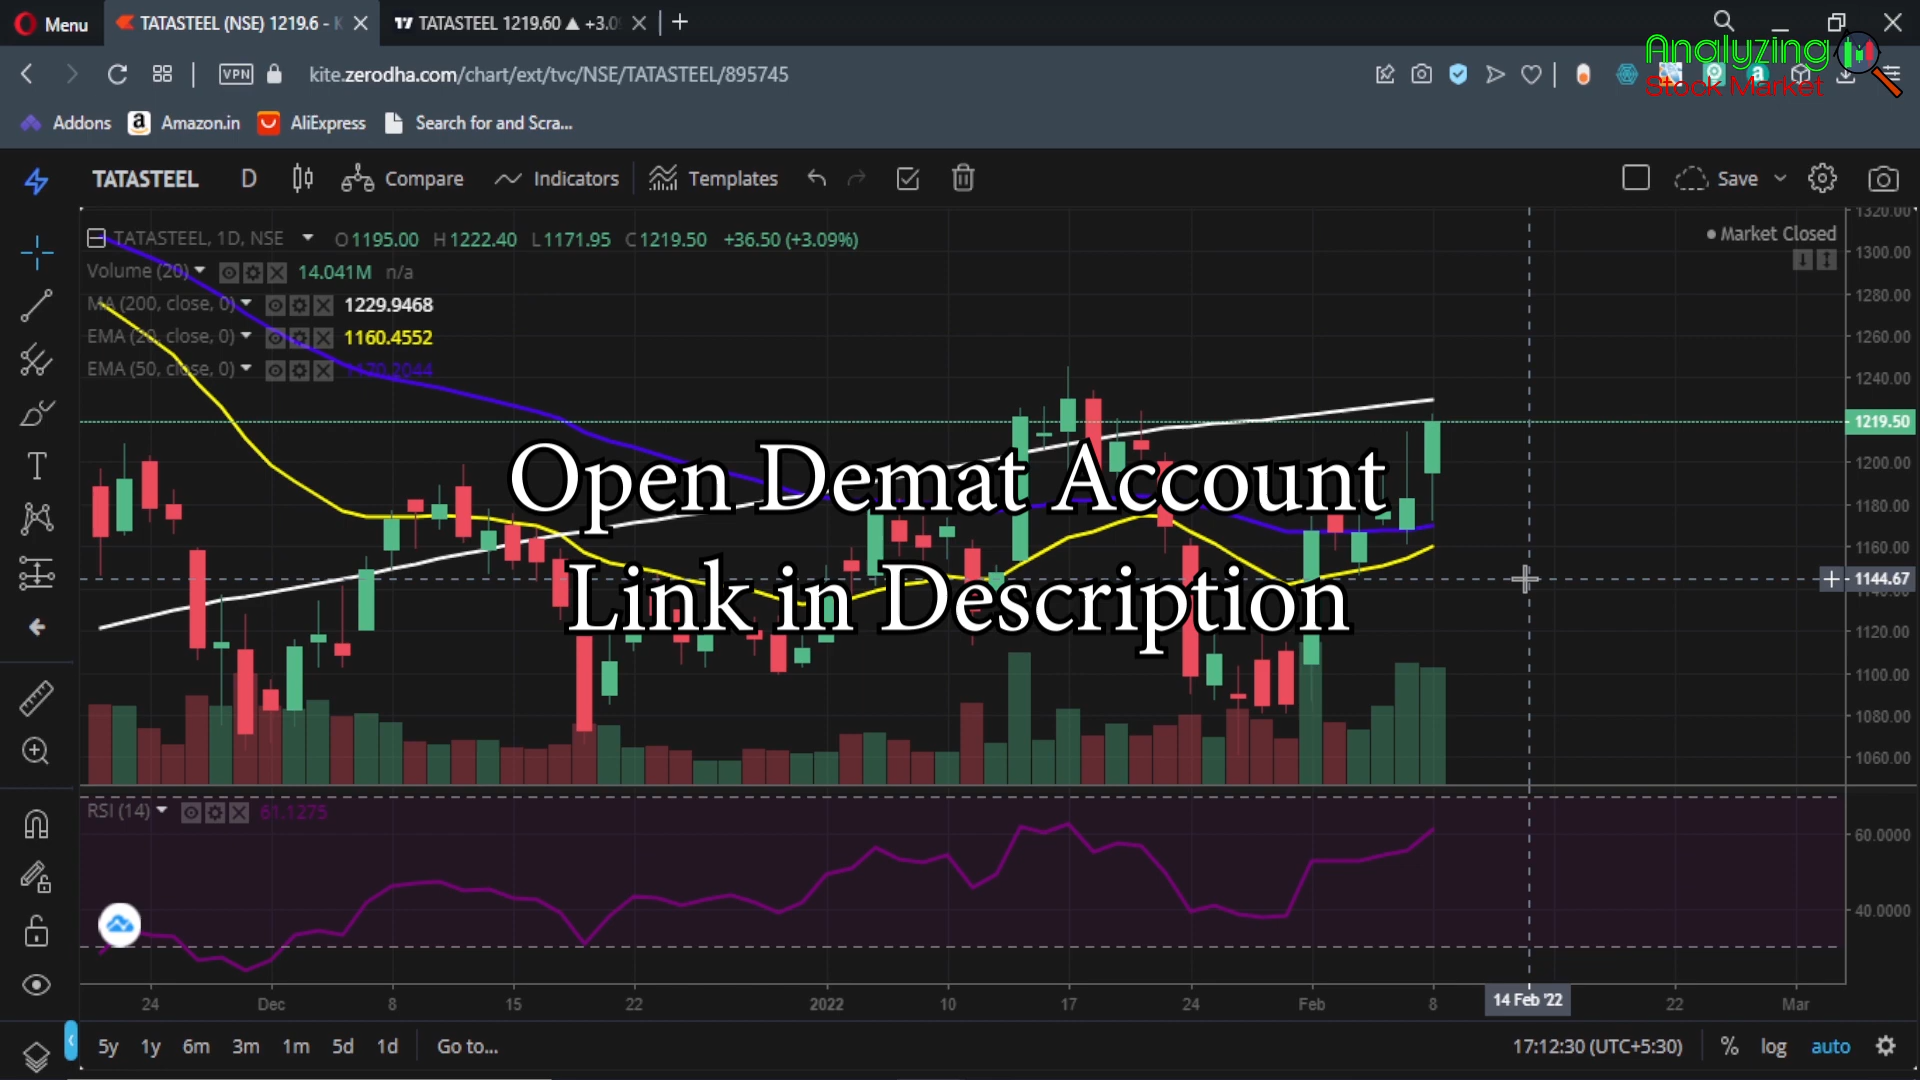 Menu
TATASTEEL (NSE) 1219.6 - K
TATASTEEL 1219.60 ▲ +3.0
Analyzing
Stock Market
VPN
kite.zerodha.com/chart/ext/tvc/NSE/TATASTEEL/895745
Addons
Amazon.in
AliExpress
Search for and Scra...
TATASTEEL D Compare Indicators Templates Save
TATASTEEL, 1D, NSE O1195.00 H1222.40 L1171.95 C1219.50 +36.50 (+3.09%)
Market Closed
Volume (20) 14.041M n/a
MA (200, close, 0) 1229.9468
EMA (20, close, 0) 1160.4552
EMA (50, close, 0) 1170.2044
1320.00
1300.00
1280.00
1260.00
1240.00
1219.50
1200.00
1180.00
1160.00
1144.67
1140.00
1120.00
1100.00
1080.00
1060.00
Open Demat Account
Link in Description
RSI (14) 61.1275
60.0000
40.0000
24 Dec 8 15 22 2022 10 17 24 Feb 8 14 Feb '22 22 Mar
5y 1y 6m 3m 1m 5d 1d Go to...
17:12:30 (UTC+5:30) % log auto